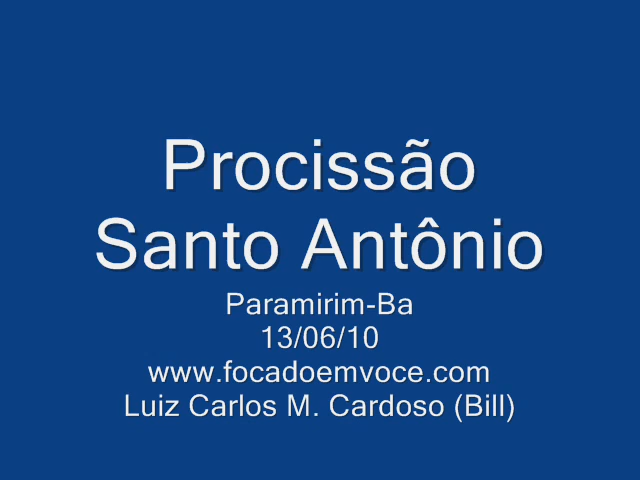 Procissão
Santo Antônio
Paramirim-Ba
13/06/10
www.focadoemvoce.com
Luiz Carlos M. Cardoso (Bill)